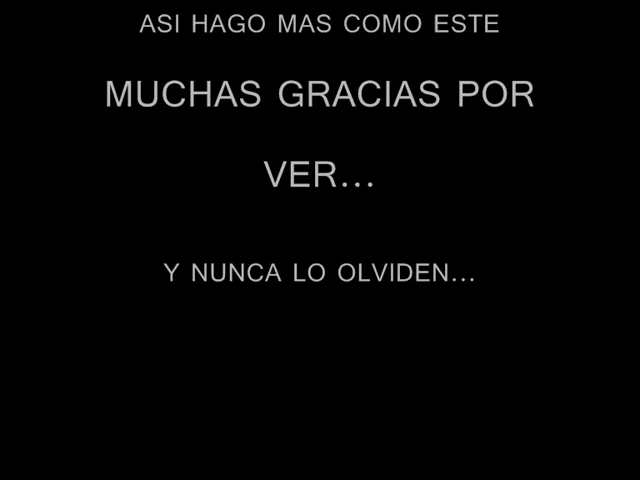 ASI HAGO MAS COMO ESTE
MUCHAS GRACIAS POR
VER...
Y NUNCA LO OLVIDEN...